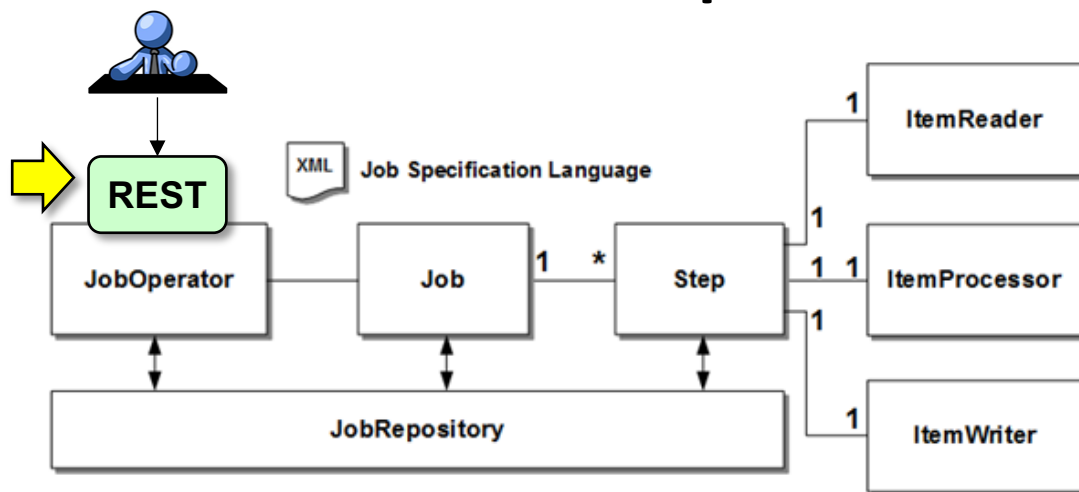 REST
XML
Job Specification Language
JobOperator
Job
1 *
Step
1
1
1 1
1
1
ItemReader
ItemProcessor
ItemWriter
JobRepository